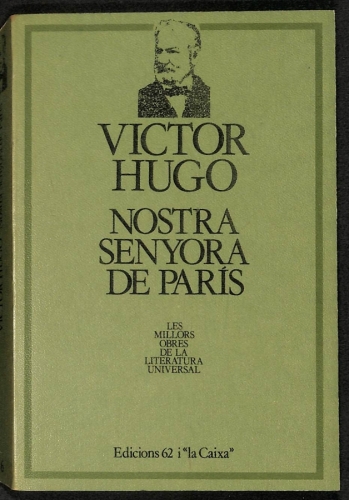 VICTOR
HUGO
NOSTRA
SENYORA
DE PARÍS
LES
MILLORS
OBRES
DE LA
LITERATURA
UNIVERSAL
Edicions 62 i "la Caixa"